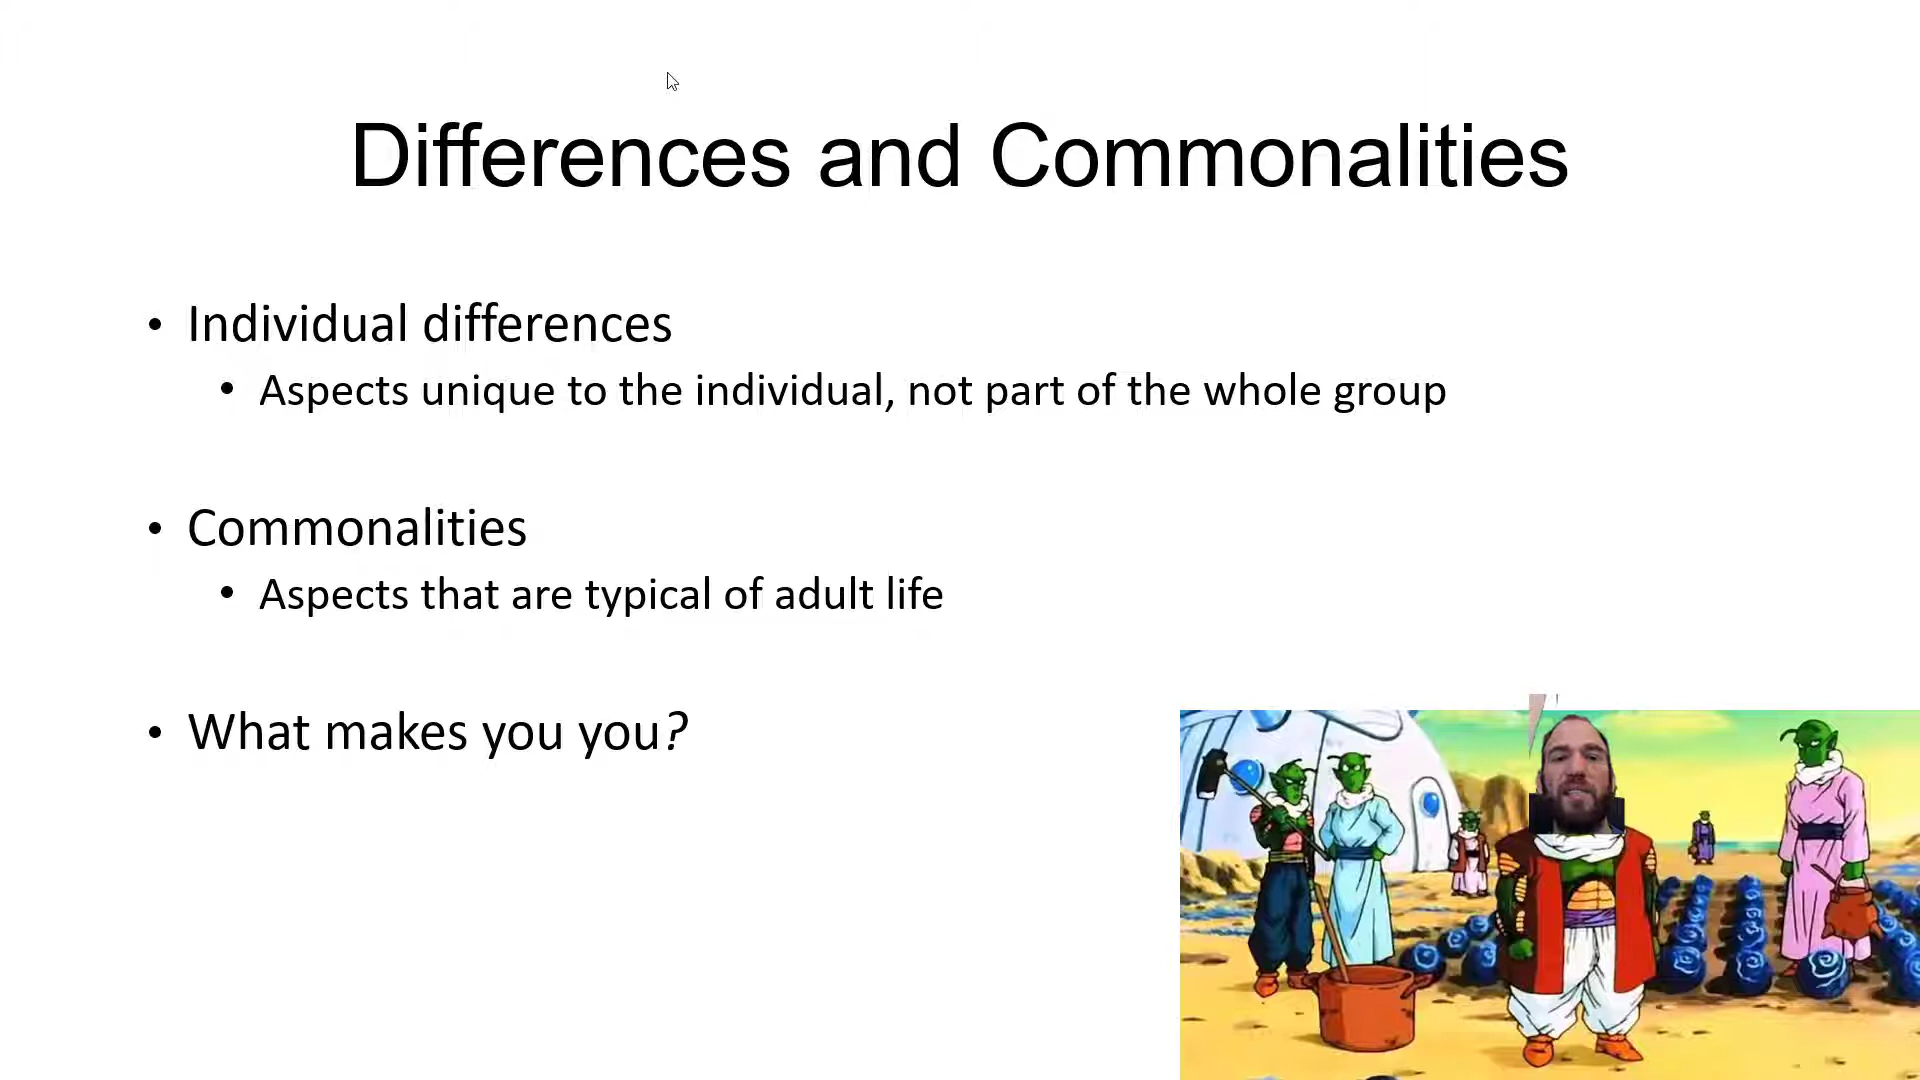 Differences and Commonalities
• Individual differences
• Aspects unique to the individual, not part of the whole group
• Commonalities
• Aspects that are typical of adult life
• What makes you you?